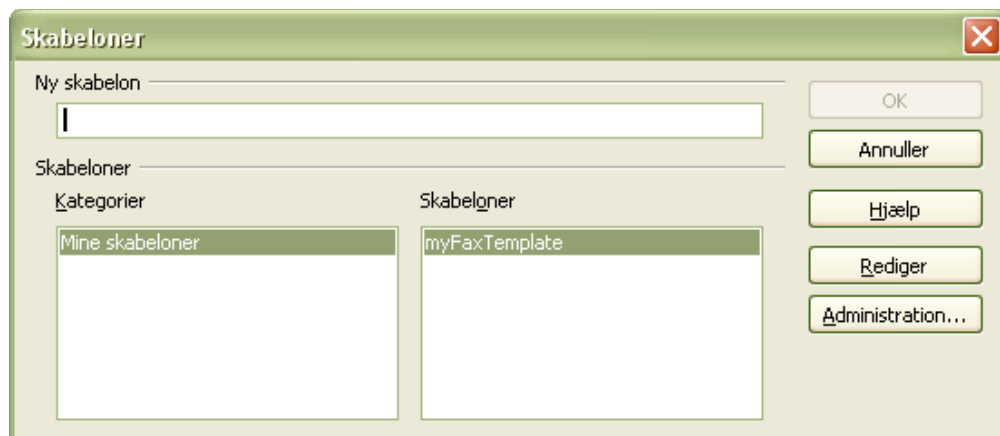 Skabeloner
Ny skabelon
OK
Annuller
Skabeloner
Kategorier
Skabeloner
Hjælp
Mine skabeloner
myFaxTemplate
Rediger
Administration...